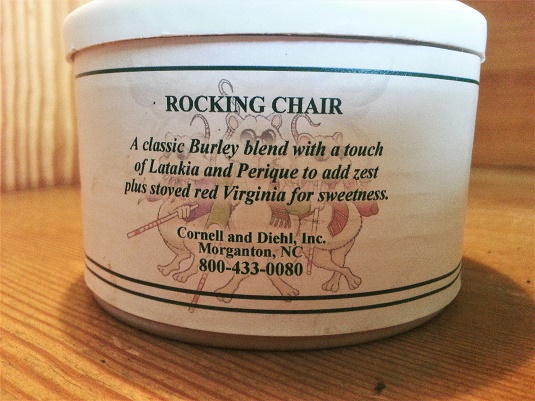 ROCKING CHAIR
A classic Burley blend with a touch
of Latakia and Perique to add zest
plus stoved red Virginia for sweetness.
Cornell and Diehl, Inc.
Morganton, NC
800-433-0080